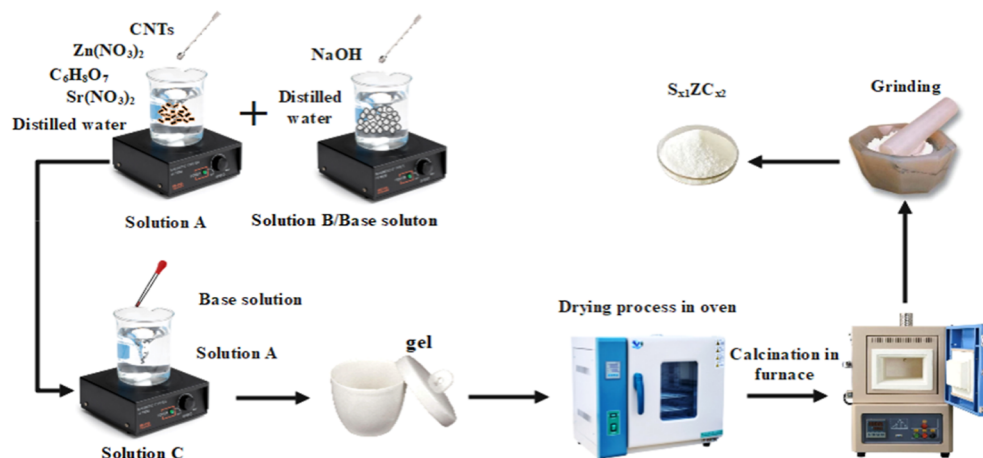 CNTs
Zn(NO₃)₂
C₆H₈O₇
Sr(NO₃)₂
Distilled water
NaOH
Distilled
water
Solution A
Solution B/Base soluton
Base solution
Solution A
Solution C
gel
Drying process in oven
Calcination in
furnace
Grinding
Sₓ₁ZCₓ₂